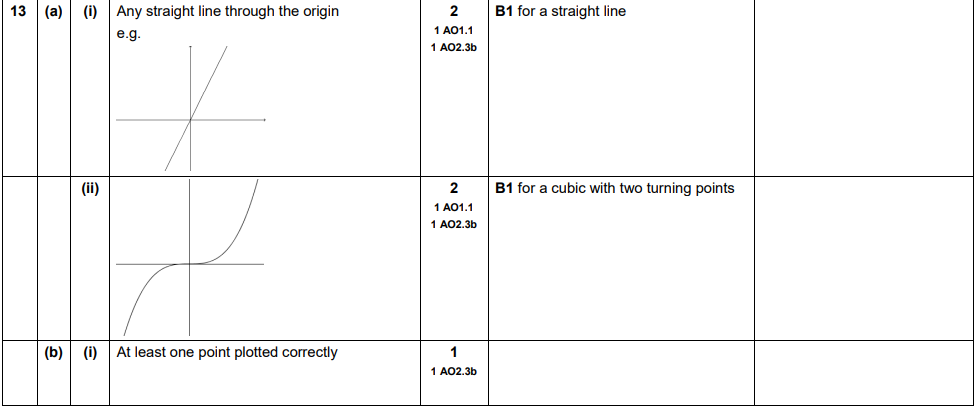 13 (a) (i) Any straight line through the origin 2 B1 for a straight line
e.g. 1 AO1.1
1 AO2.3b
(ii) 2 B1 for a cubic with two turning points
1 AO1.1
1 AO2.3b
(b) (i) At least one point plotted correctly 1
1 AO2.3b